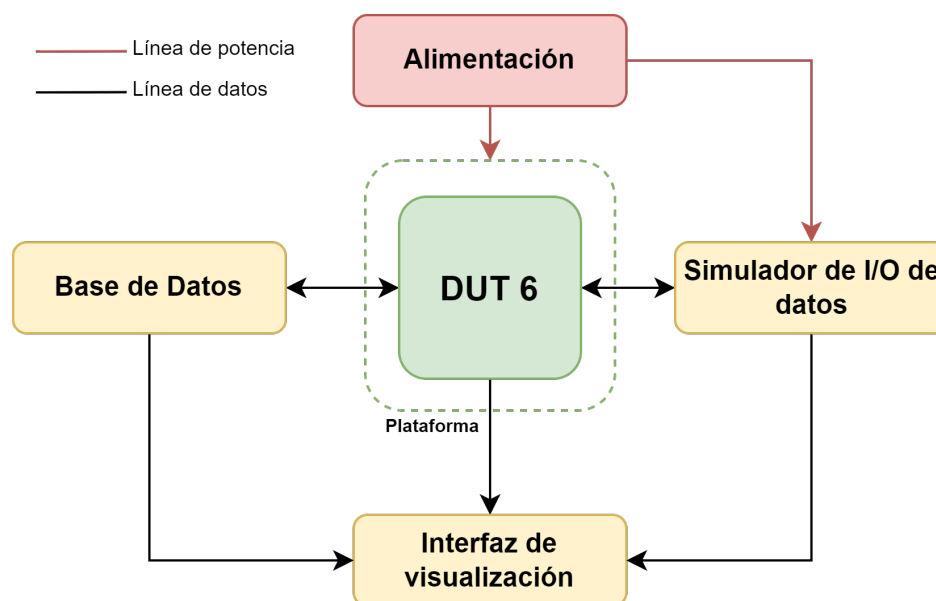 Línea de potencia
Línea de datos
Alimentación
Base de Datos
DUT 6
Simulador de I/O de
datos
Plataforma
Interfaz de
visualización